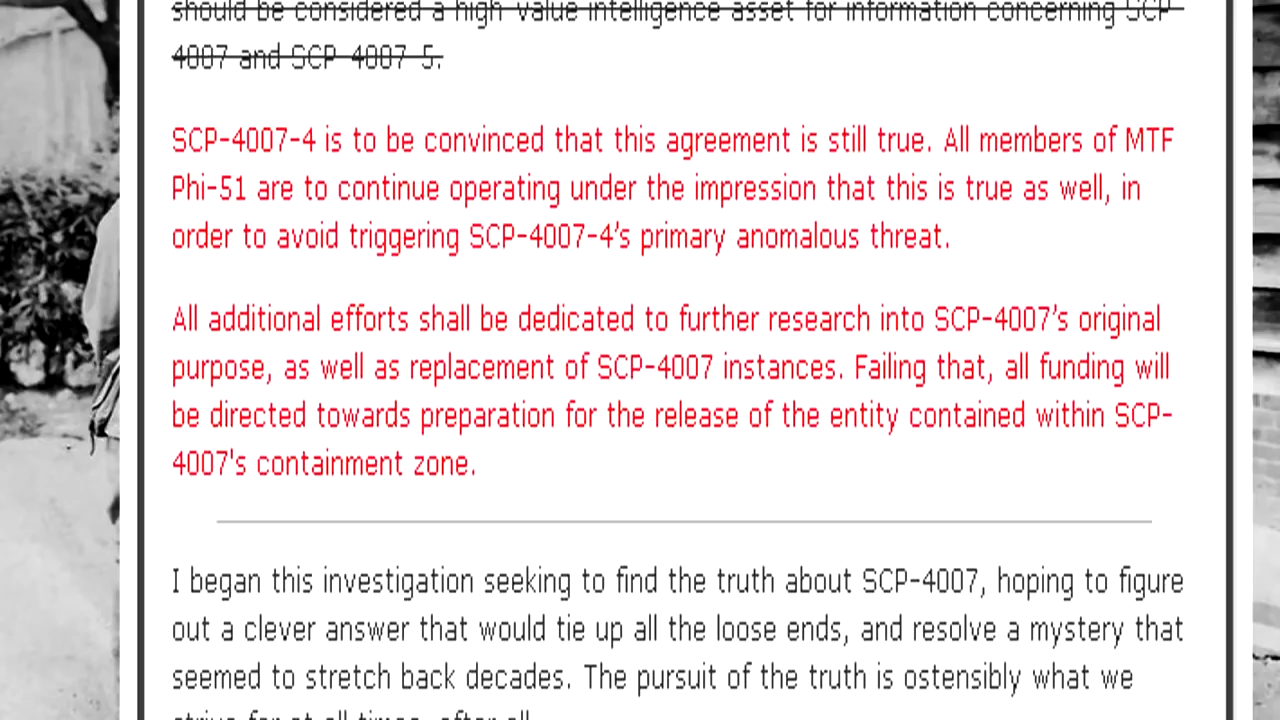 should be considered a high-value intelligence asset for information concerning SCP-
4007 and SCP-4007-5.
SCP-4007-4 is to be convinced that this agreement is still true. All members of MTF
Phi-51 are to continue operating under the impression that this is true as well, in
order to avoid triggering SCP-4007-4’s primary anomalous threat.
All additional efforts shall be dedicated to further research into SCP-4007’s original
purpose, as well as replacement of SCP-4007 instances. Failing that, all funding will
be directed towards preparation for the release of the entity contained within SCP-
4007's containment zone.
I began this investigation seeking to find the truth about SCP-4007, hoping to figure
out a clever answer that would tie up all the loose ends, and resolve a mystery that
seemed to stretch back decades. The pursuit of the truth is ostensibly what we
strive for at all times, after all.